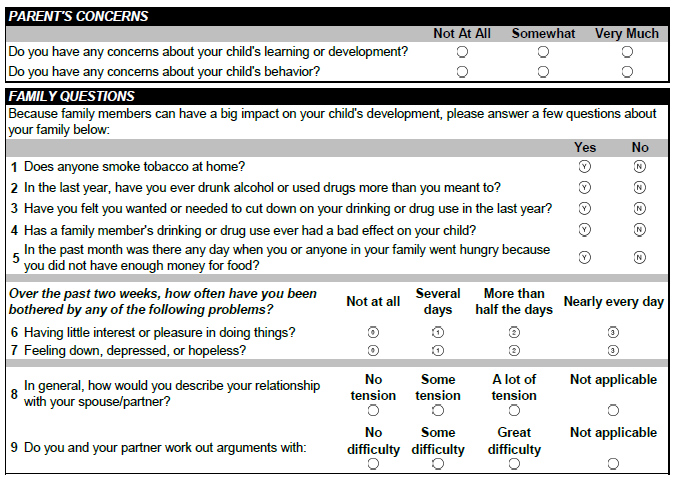 PARENT'S CONCERNS
Not At All Somewhat Very Much
Do you have any concerns about your child's learning or development?
Do you have any concerns about your child's behavior?
FAMILY QUESTIONS
Because family members can have a big impact on your child's development, please answer a few questions about
your family below:
Yes No
1 Does anyone smoke tobacco at home? Y N
2 In the last year, have you ever drunk alcohol or used drugs more than you meant to? Y N
3 Have you felt you wanted or needed to cut down on your drinking or drug use in the last year? Y N
4 Has a family member's drinking or drug use ever had a bad effect on your child? Y N
5 In the past month was there any day when you or anyone in your family went hungry because
you did not have enough money for food? Y N
Over the past two weeks, how often have you been
bothered by any of the following problems?
Not at all Several days More than half the days Nearly every day
6 Having little interest or pleasure in doing things? 0 1 2 3
7 Feeling down, depressed, or hopeless? 0 1 2 3
8 In general, how would you describe your relationship
with your spouse/partner?
No tension Some tension A lot of tension Not applicable
9 Do you and your partner work out arguments with:
No difficulty Some difficulty Great difficulty Not applicable